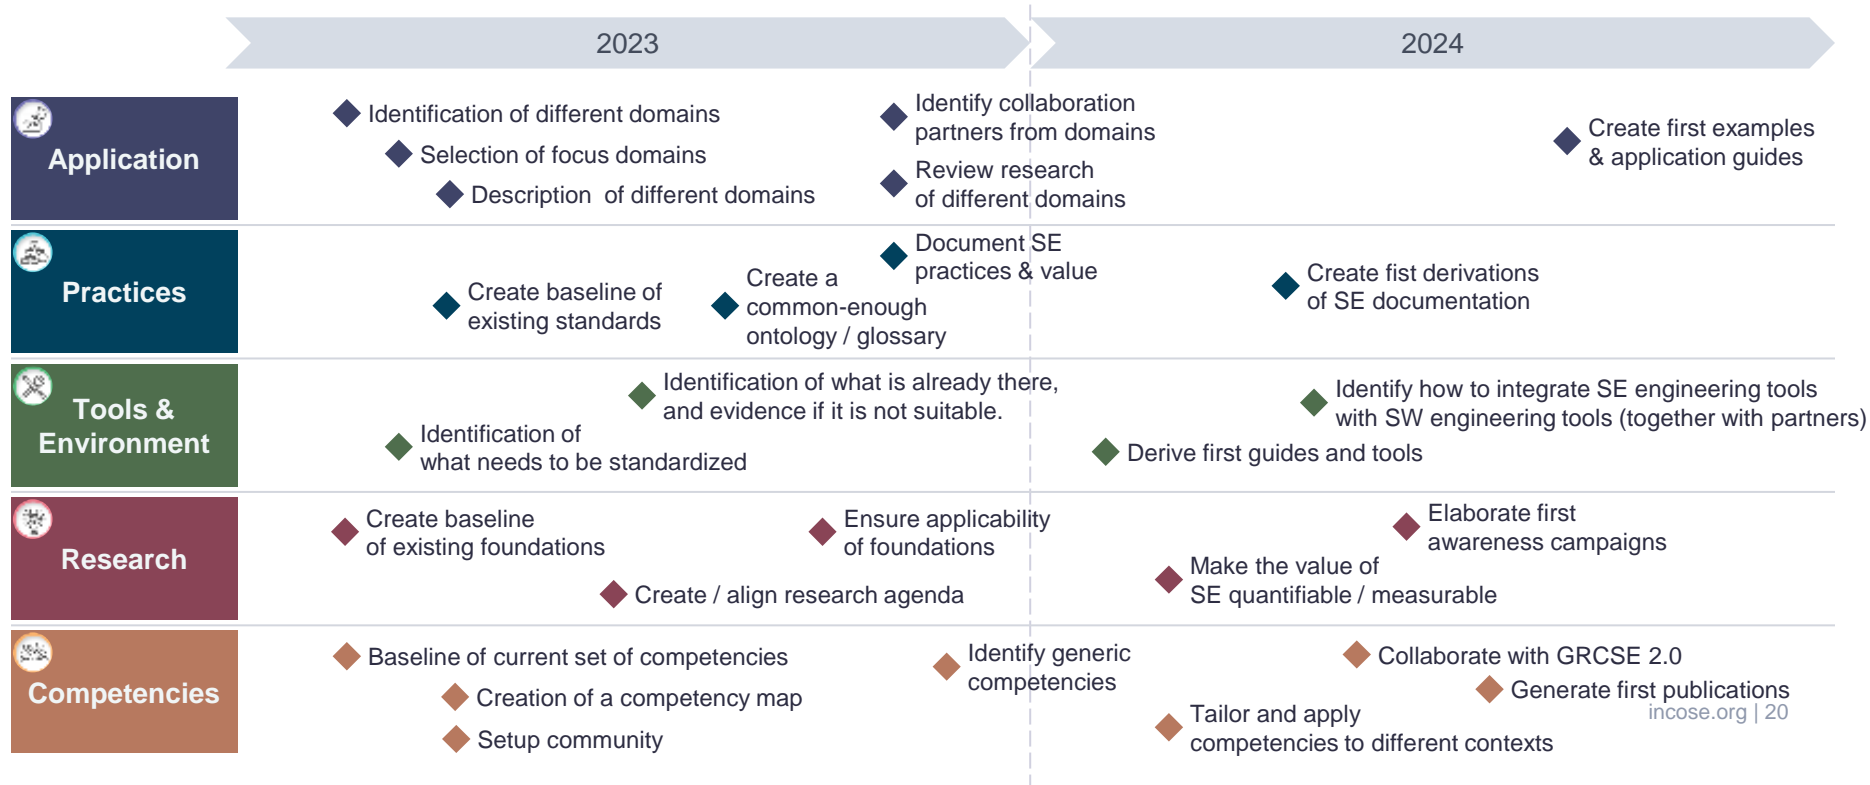 2023
2024
Application
Identification of different domains
Selection of focus domains
Description  of different domains
Identify collaboration
partners from domains
Review research
of different domains
Create first examples
& application guides
Practices
Create baseline of
existing standards
Create a
common-enough
ontology / glossary
Document SE
practices & value
Create fist derivations
of SE documentation
Tools &
Environment
Identification of
what needs to be standardized
Identification of what is already there,
and evidence if it is not suitable.
Derive first guides and tools
Identify how to integrate SE engineering tools
with SW engineering tools (together with partners)
Research
Create baseline
of existing foundations
Create / align research agenda
Ensure applicability
of foundations
Make the value of
SE quantifiable / measurable
Elaborate first
awareness campaigns
Competencies
Baseline of current set of competencies
Creation of a competency map
Setup community
Identify generic
competencies
Tailor and apply
competencies to different contexts
Collaborate with GRCSE 2.0
Generate first publications
incose.org | 20